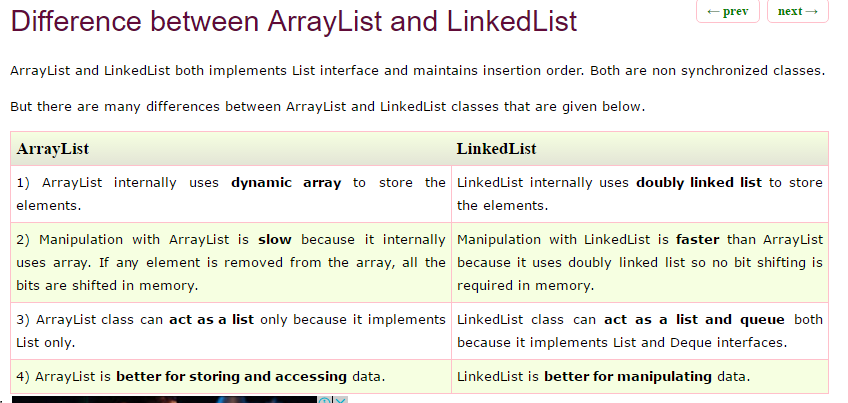 Difference between ArrayList and LinkedList
← prev
next →
ArrayList and LinkedList both implements List interface and maintains insertion order. Both are non synchronized classes.
But there are many differences between ArrayList and LinkedList classes that are given below.
ArrayList
LinkedList
1) ArrayList internally uses dynamic array to store the
elements.
LinkedList internally uses doubly linked list to store
the elements.
2) Manipulation with ArrayList is slow because it internally
uses array. If any element is removed from the array, all the
bits are shifted in memory.
Manipulation with LinkedList is faster than ArrayList
because it uses doubly linked list so no bit shifting is
required in memory.
3) ArrayList class can act as a list only because it implements
List only.
LinkedList class can act as a list and queue both
because it implements List and Deque interfaces.
4) ArrayList is better for storing and accessing data.
LinkedList is better for manipulating data.